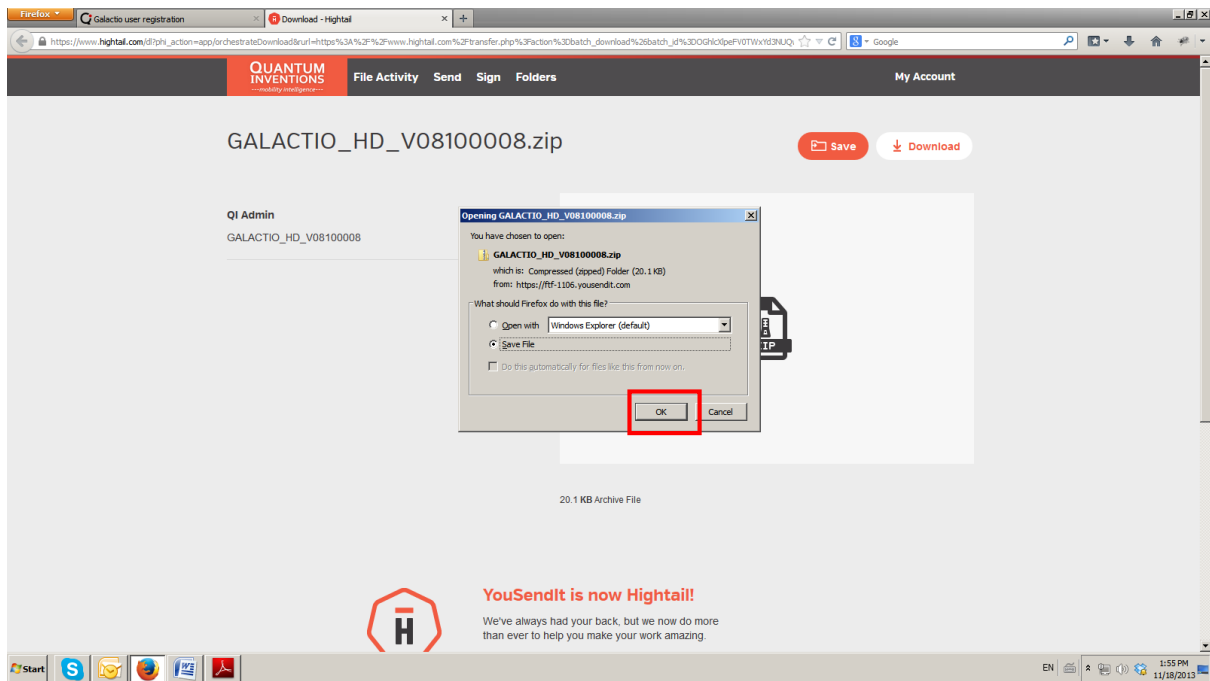 Firefox
Galactio user registration
Download - Hightail
https://www.hightail.com/dl?phi_action=app/orchestrateDownload&rurl=https%3A%2F%2Fwww.hightail.com%2Ftransfer.php%3Faction%3Dbatch_download%26batch_id%3D
Google
QUANTUM
INVENTIONS
---mobility intelligence---
File Activity Send Sign Folders
My Account
GALACTIO_HD_V08100008.zip
Save
Download
QI Admin
GALACTIO_HD_V08100008
Opening GALACTIO_HD_V08100008.zip
You have chosen to open:
GALACTIO_HD_V08100008.zip
which is: Compressed (zipped) Folder (20.1 KB)
from: https://ftf-1106.yousendit.com
What should Firefox do with this file?
Open with Windows Explorer (default)
Save File
Do this automatically for files like this from now on.
OK
Cancel
IP
20.1 KB Archive File
YouSendIt is now Hightail!
We've always had your back, but we now do more
than ever to help you make your work amazing.
H
Start
EN
1:55 PM
11/18/2013